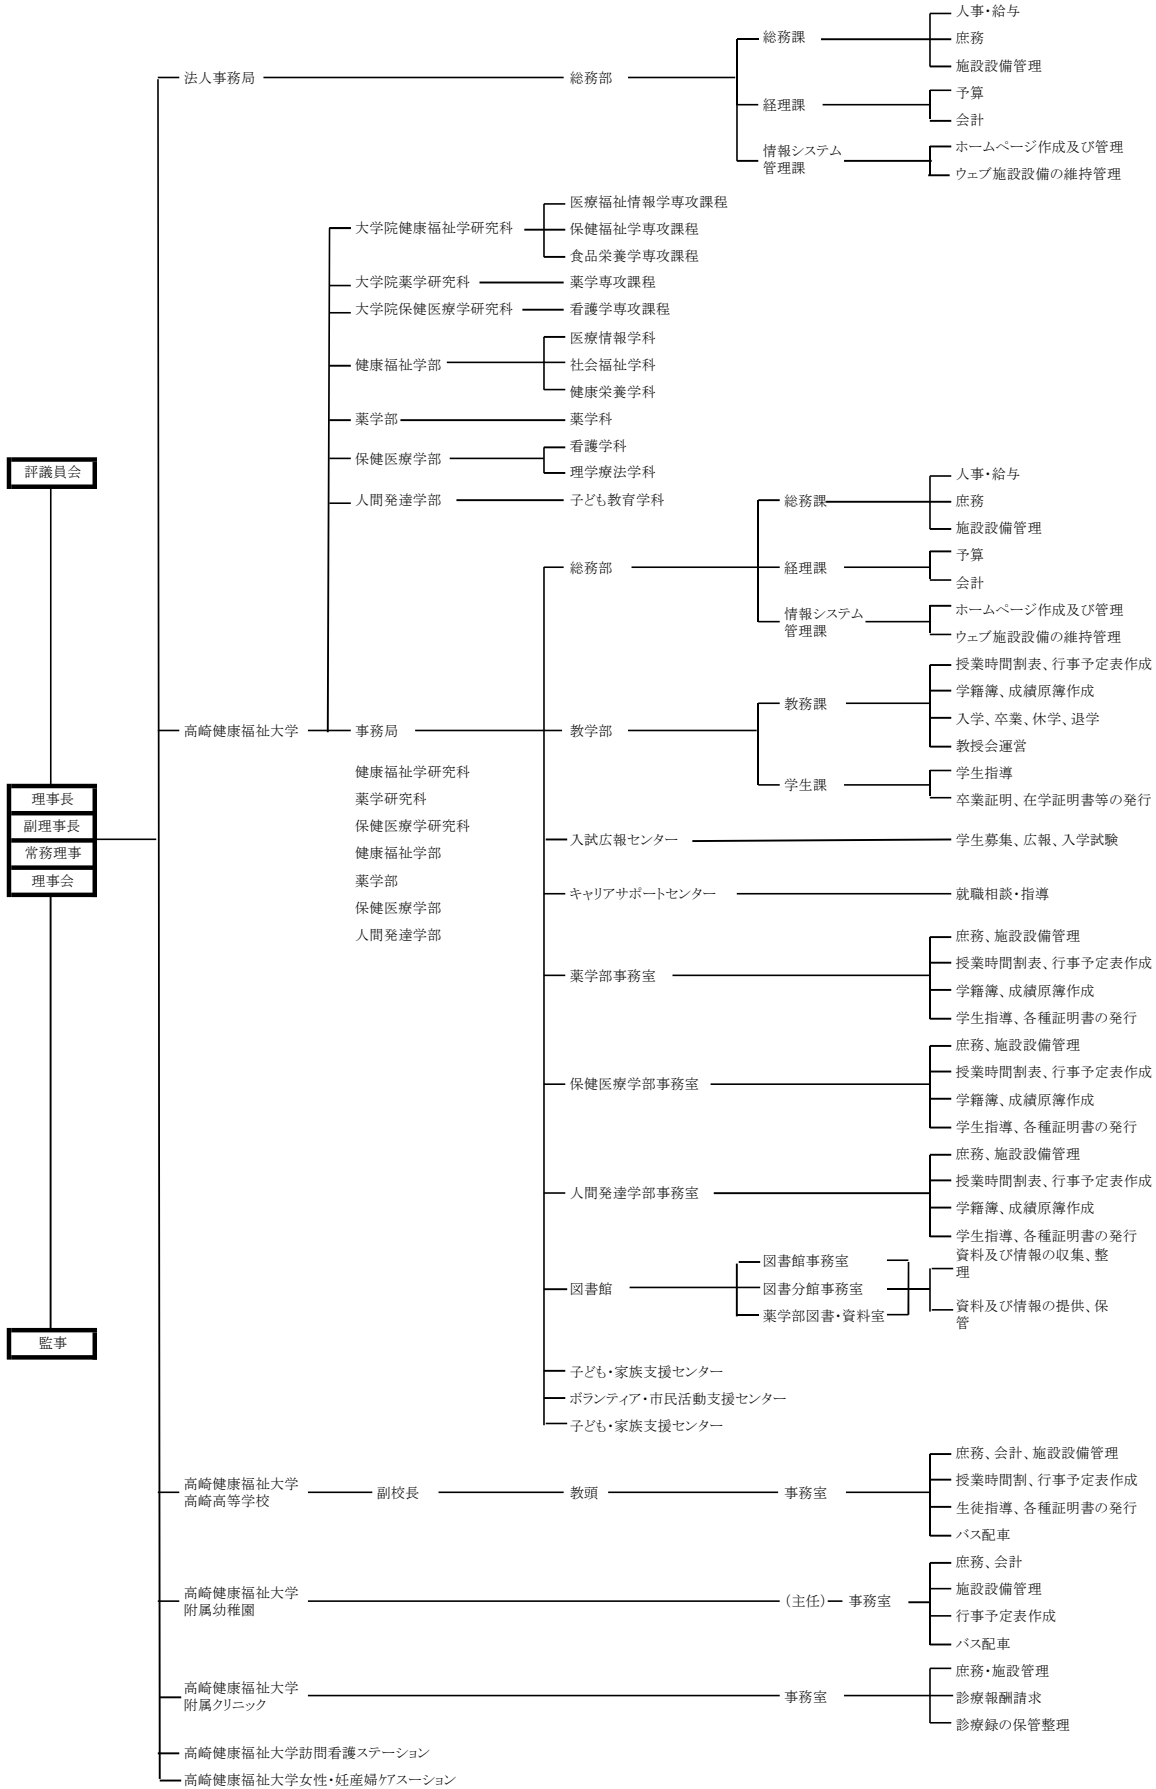 人事・給与
総務課
庶務
施設設備管理
法人事務局
総務部
予算
経理課
会計
情報システム
管理課
ホームページ作成及び管理
ウェブ施設設備の維持管理
医療福祉情報学専攻課程
大学院健康福祉学研究科
保健福祉学専攻課程
食品栄養学専攻課程
大学院薬学研究科
薬学専攻課程
大学院保健医療学研究科
看護学専攻課程
医療情報学科
健康福祉学部
社会福祉学科
健康栄養学科
薬学部
薬学科
看護学科
保健医療学部
理学療法学科
人間発達学部
子ども教育学科
評議員会
人事・給与
総務課
庶務
施設設備管理
予算
総務部
経理課
会計
情報システム
管理課
ホームページ作成及び管理
ウェブ施設設備の維持管理
授業時間割表、行事予定表作成
学籍簿、成績原簿作成
教務課
入学、卒業、休学、退学
高崎健康福祉大学
事務局
教学部
教授会運営
学生指導
学生課
卒業証明、在学証明書等の発行
健康福祉学研究科
薬学研究科
保健医療学研究科
健康福祉学部
薬学部
保健医療学部
人間発達学部
理事長
副理事長
常務理事
理事会
入試広報センター
学生募集、広報、入学試験
キャリアサポートセンター
就職相談・指導
庶務、施設設備管理
授業時間割表、行事予定表作成
薬学部事務室
学籍簿、成績原簿作成
学生指導、各種証明書の発行
庶務、施設設備管理
授業時間割表、行事予定表作成
保健医療学部事務室
学籍簿、成績原簿作成
学生指導、各種証明書の発行
庶務、施設設備管理
授業時間割表、行事予定表作成
人間発達学部事務室
学籍簿、成績原簿作成
学生指導、各種証明書の発行
図書館事務室
資料及び情報の収集、整
理
図書館
図書分館事務室
薬学部図書・資料室
資料及び情報の提供、保
管
監事
子ども・家族支援センター
ボランティア・市民活動支援センター
子ども・家族支援センター
庶務、会計、施設設備管理
高崎健康福祉大学
高崎高等学校
副校長
教頭
事務室
授業時間割、行事予定表作成
生徒指導、各種証明書の発行
バス配車
庶務、会計
高崎健康福祉大学
附属幼稚園
（主任）
事務室
施設設備管理
行事予定表作成
バス配車
高崎健康福祉大学
附属クリニック
事務室
庶務・施設管理
診療報酬請求
診療録の保管整理
高崎健康福祉大学訪問看護ステーション
高崎健康福祉大学女性・妊産婦ケアスーション